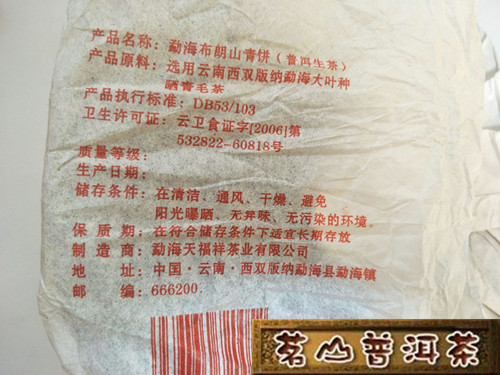 产品名称：勐海布朗山青饼（普洱生茶）
产品原料：选用云南西双版纳勐海大叶种
晒青毛茶
产品执行标准：DB53/103
卫生许可证：云卫食证字[2006]第
532822-60818号
质量等级：
生产日期：
储存条件：在清洁、通风、干燥、避免
阳光曝晒、无异味、无污染的环境。
保质期：在符合储存条件下适宜长期存放
制造商：勐海天福祥茶业有限公司
地址：中国·云南·西双版纳勐海县勐海镇
邮编：666200
茗山普洱茶